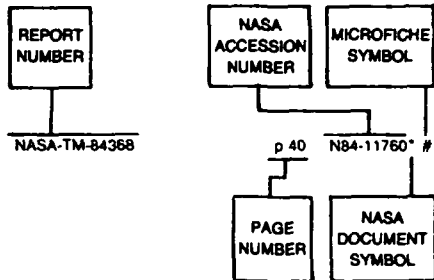 REPORT
NUMBER
NASA
ACCESSION
NUMBER
MICROFICHE
SYMBOL
NASA-TM-84368
p 40
N84-11760* #
PAGE
NUMBER
NASA
DOCUMENT
SYMBOL